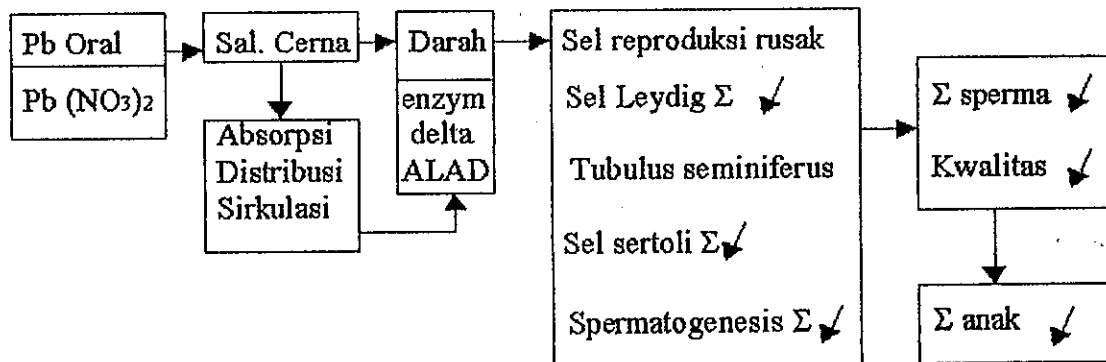 Pb Oral
Pb (NO3)2
Sal. Cerna
Absorpsi
Distribusi
Sirkulasi
Darah
enzym
delta
ALAD
Sel reproduksi rusak
Sel Leydig Σ ↙
Tubulus seminiferus
Sel sertoli Σ ↙
Spermatogenesis Σ ↙
Σ sperma ↙
Kwalitas ↙
Σ anak ↙